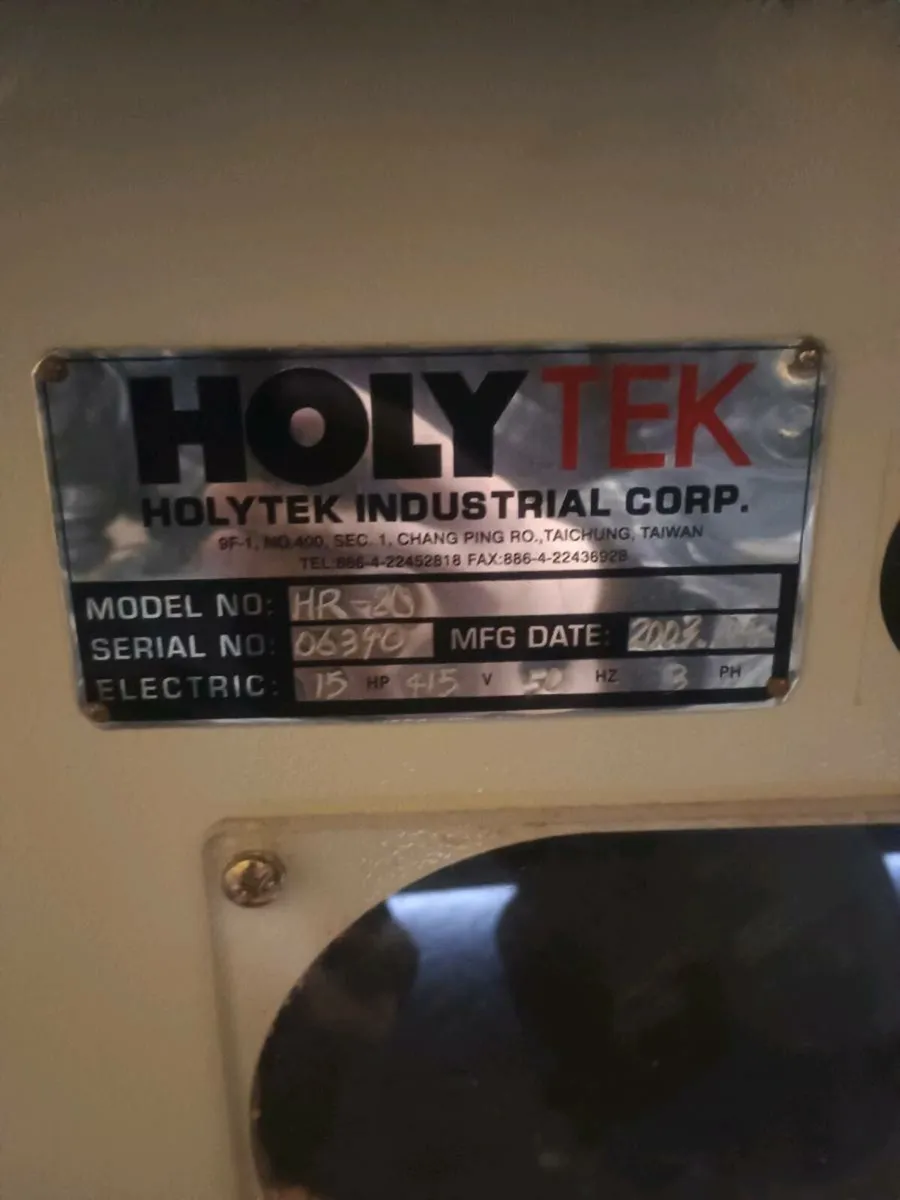 HOLYTEK
HOLYTEK INDUSTRIAL CORP.
9F-1, NO.400, SEC. 1, CHANG PING RO.,TAICHUNG, TAIWAN
TEL:886-4-22452818 FAX:886-4-22436928
MODEL NO: HR-20
SERIAL NO: 06390 MFG DATE: 2003.
ELECTRIC: 15 HP 415 V 50 HZ 3 PH